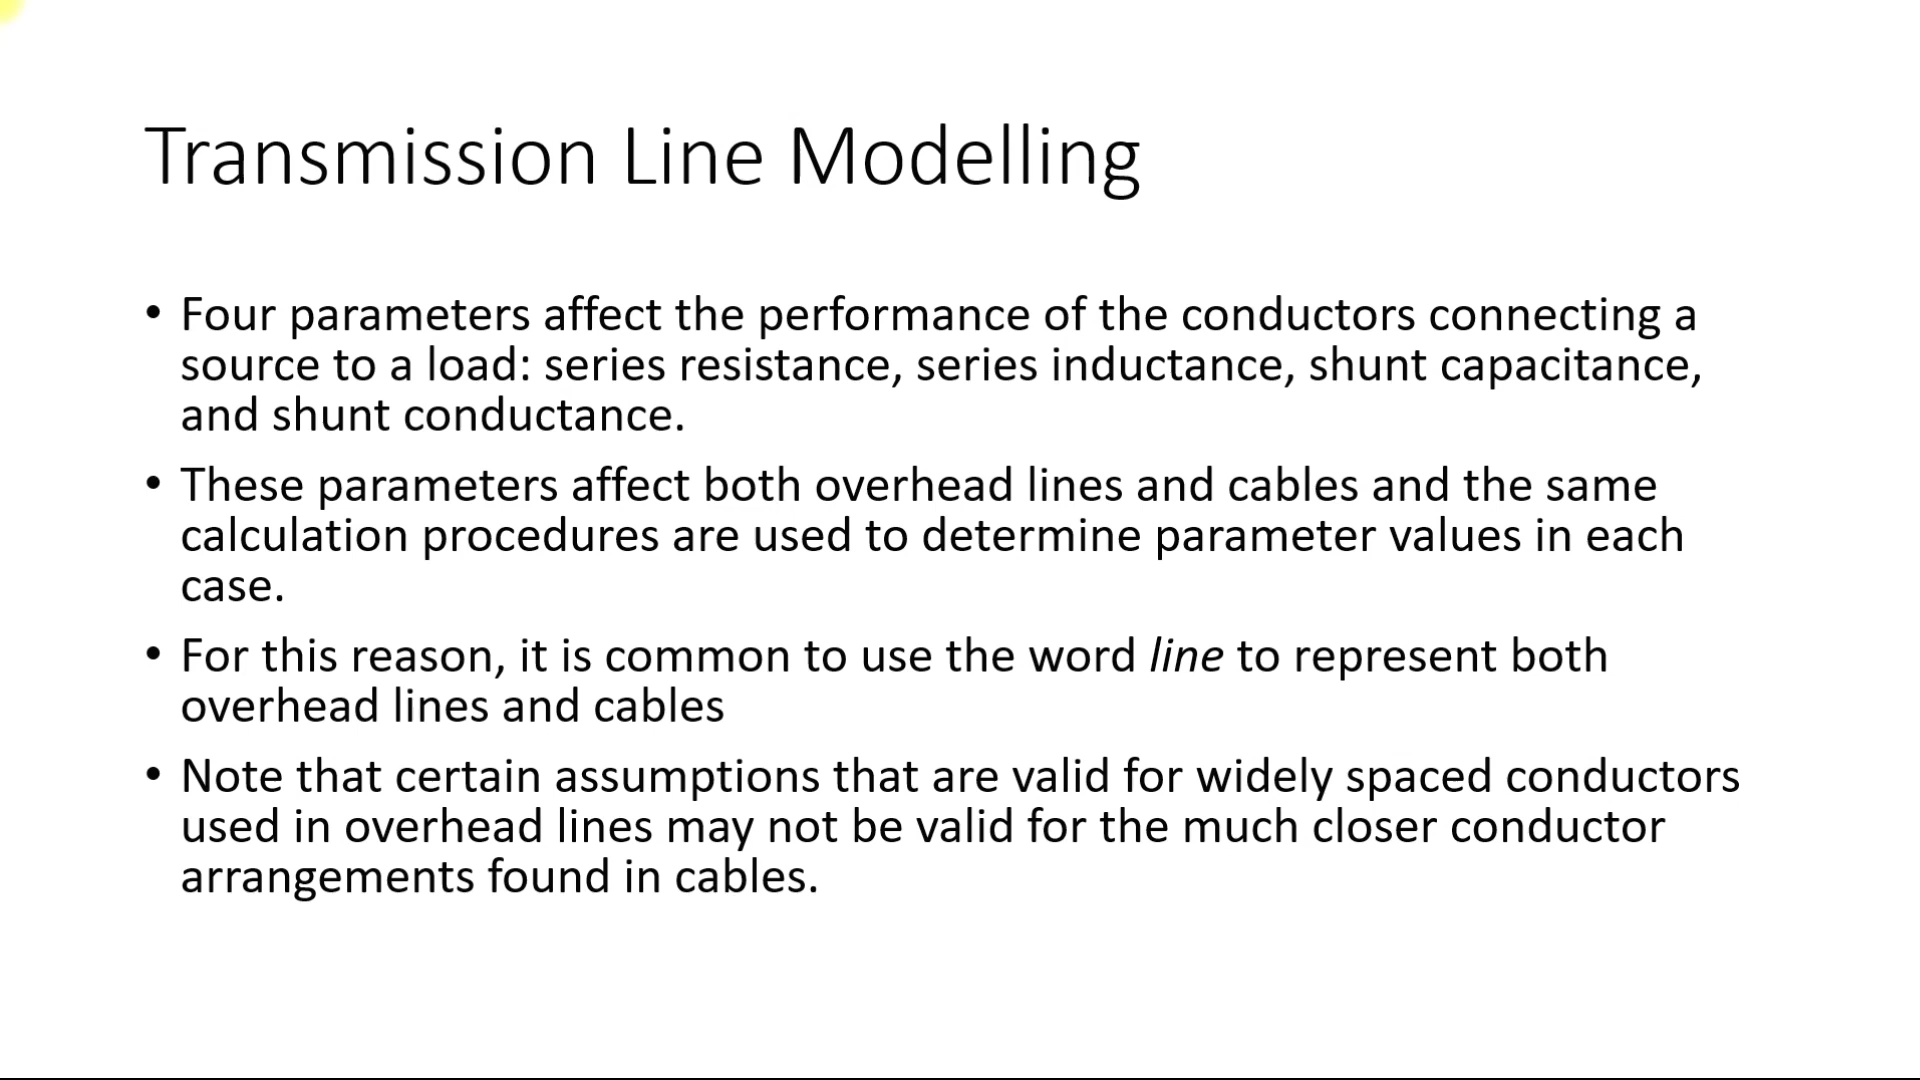 Transmission Line Modelling
• Four parameters affect the performance of the conductors connecting a
source to a load: series resistance, series inductance, shunt capacitance,
and shunt conductance.
• These parameters affect both overhead lines and cables and the same
calculation procedures are used to determine parameter values in each
case.
• For this reason, it is common to use the word line to represent both
overhead lines and cables
• Note that certain assumptions that are valid for widely spaced conductors
used in overhead lines may not be valid for the much closer conductor
arrangements found in cables.